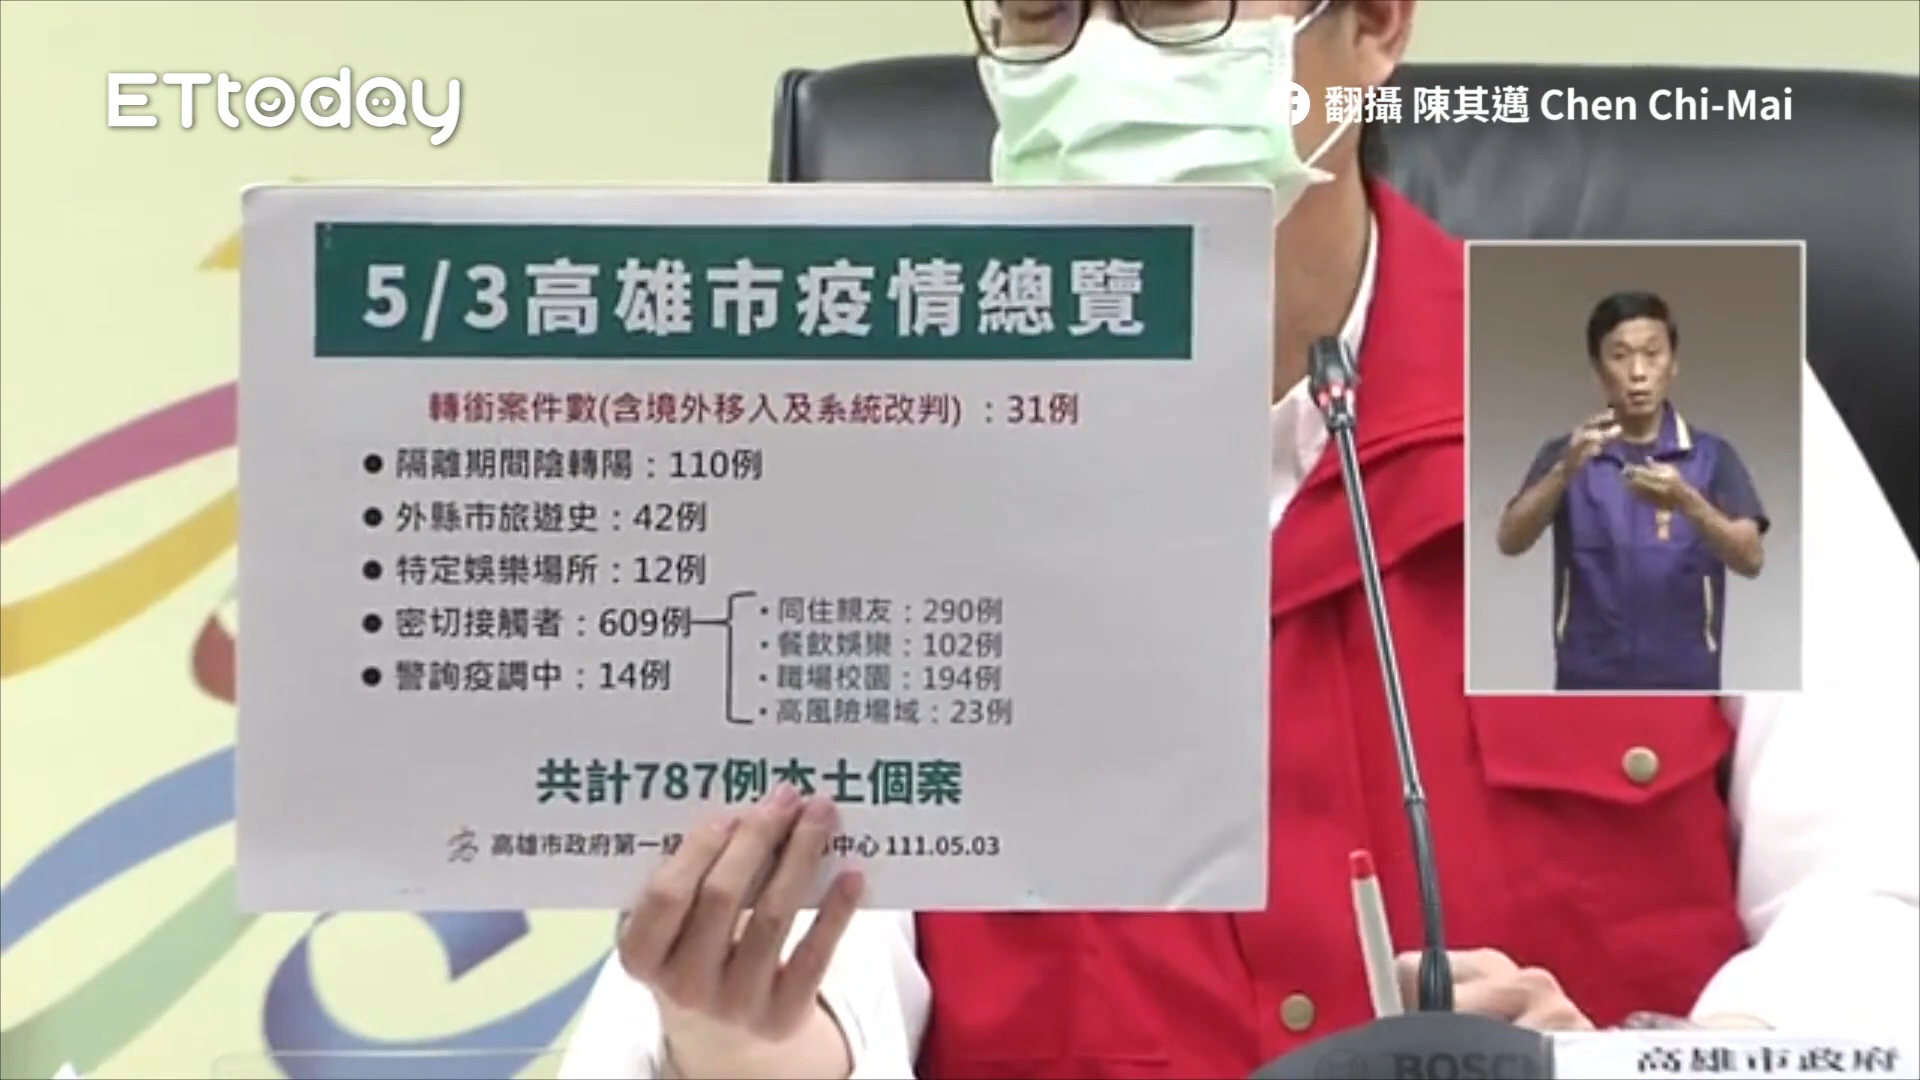 ETtoday
翻攝 陳其邁 Chen Chi-Mai
5/3高雄市疫情總覽
轉銜案件數(含境外移入及系統改判) : 31例
● 隔離期間陰轉陽 : 110例
● 外縣市旅遊史 : 42例
● 特定娛樂場所 : 12例
● 密切接觸者 : 609例
• 同住親友 : 290例
• 餐飲娛樂 : 102例
• 職場校園 : 194例
• 高風險場域 : 23例
● 警詢疫調中 : 14例
共計787例本土個案
高雄市政府第一級 中心 111.05.03
BOSCH
高雄市政府